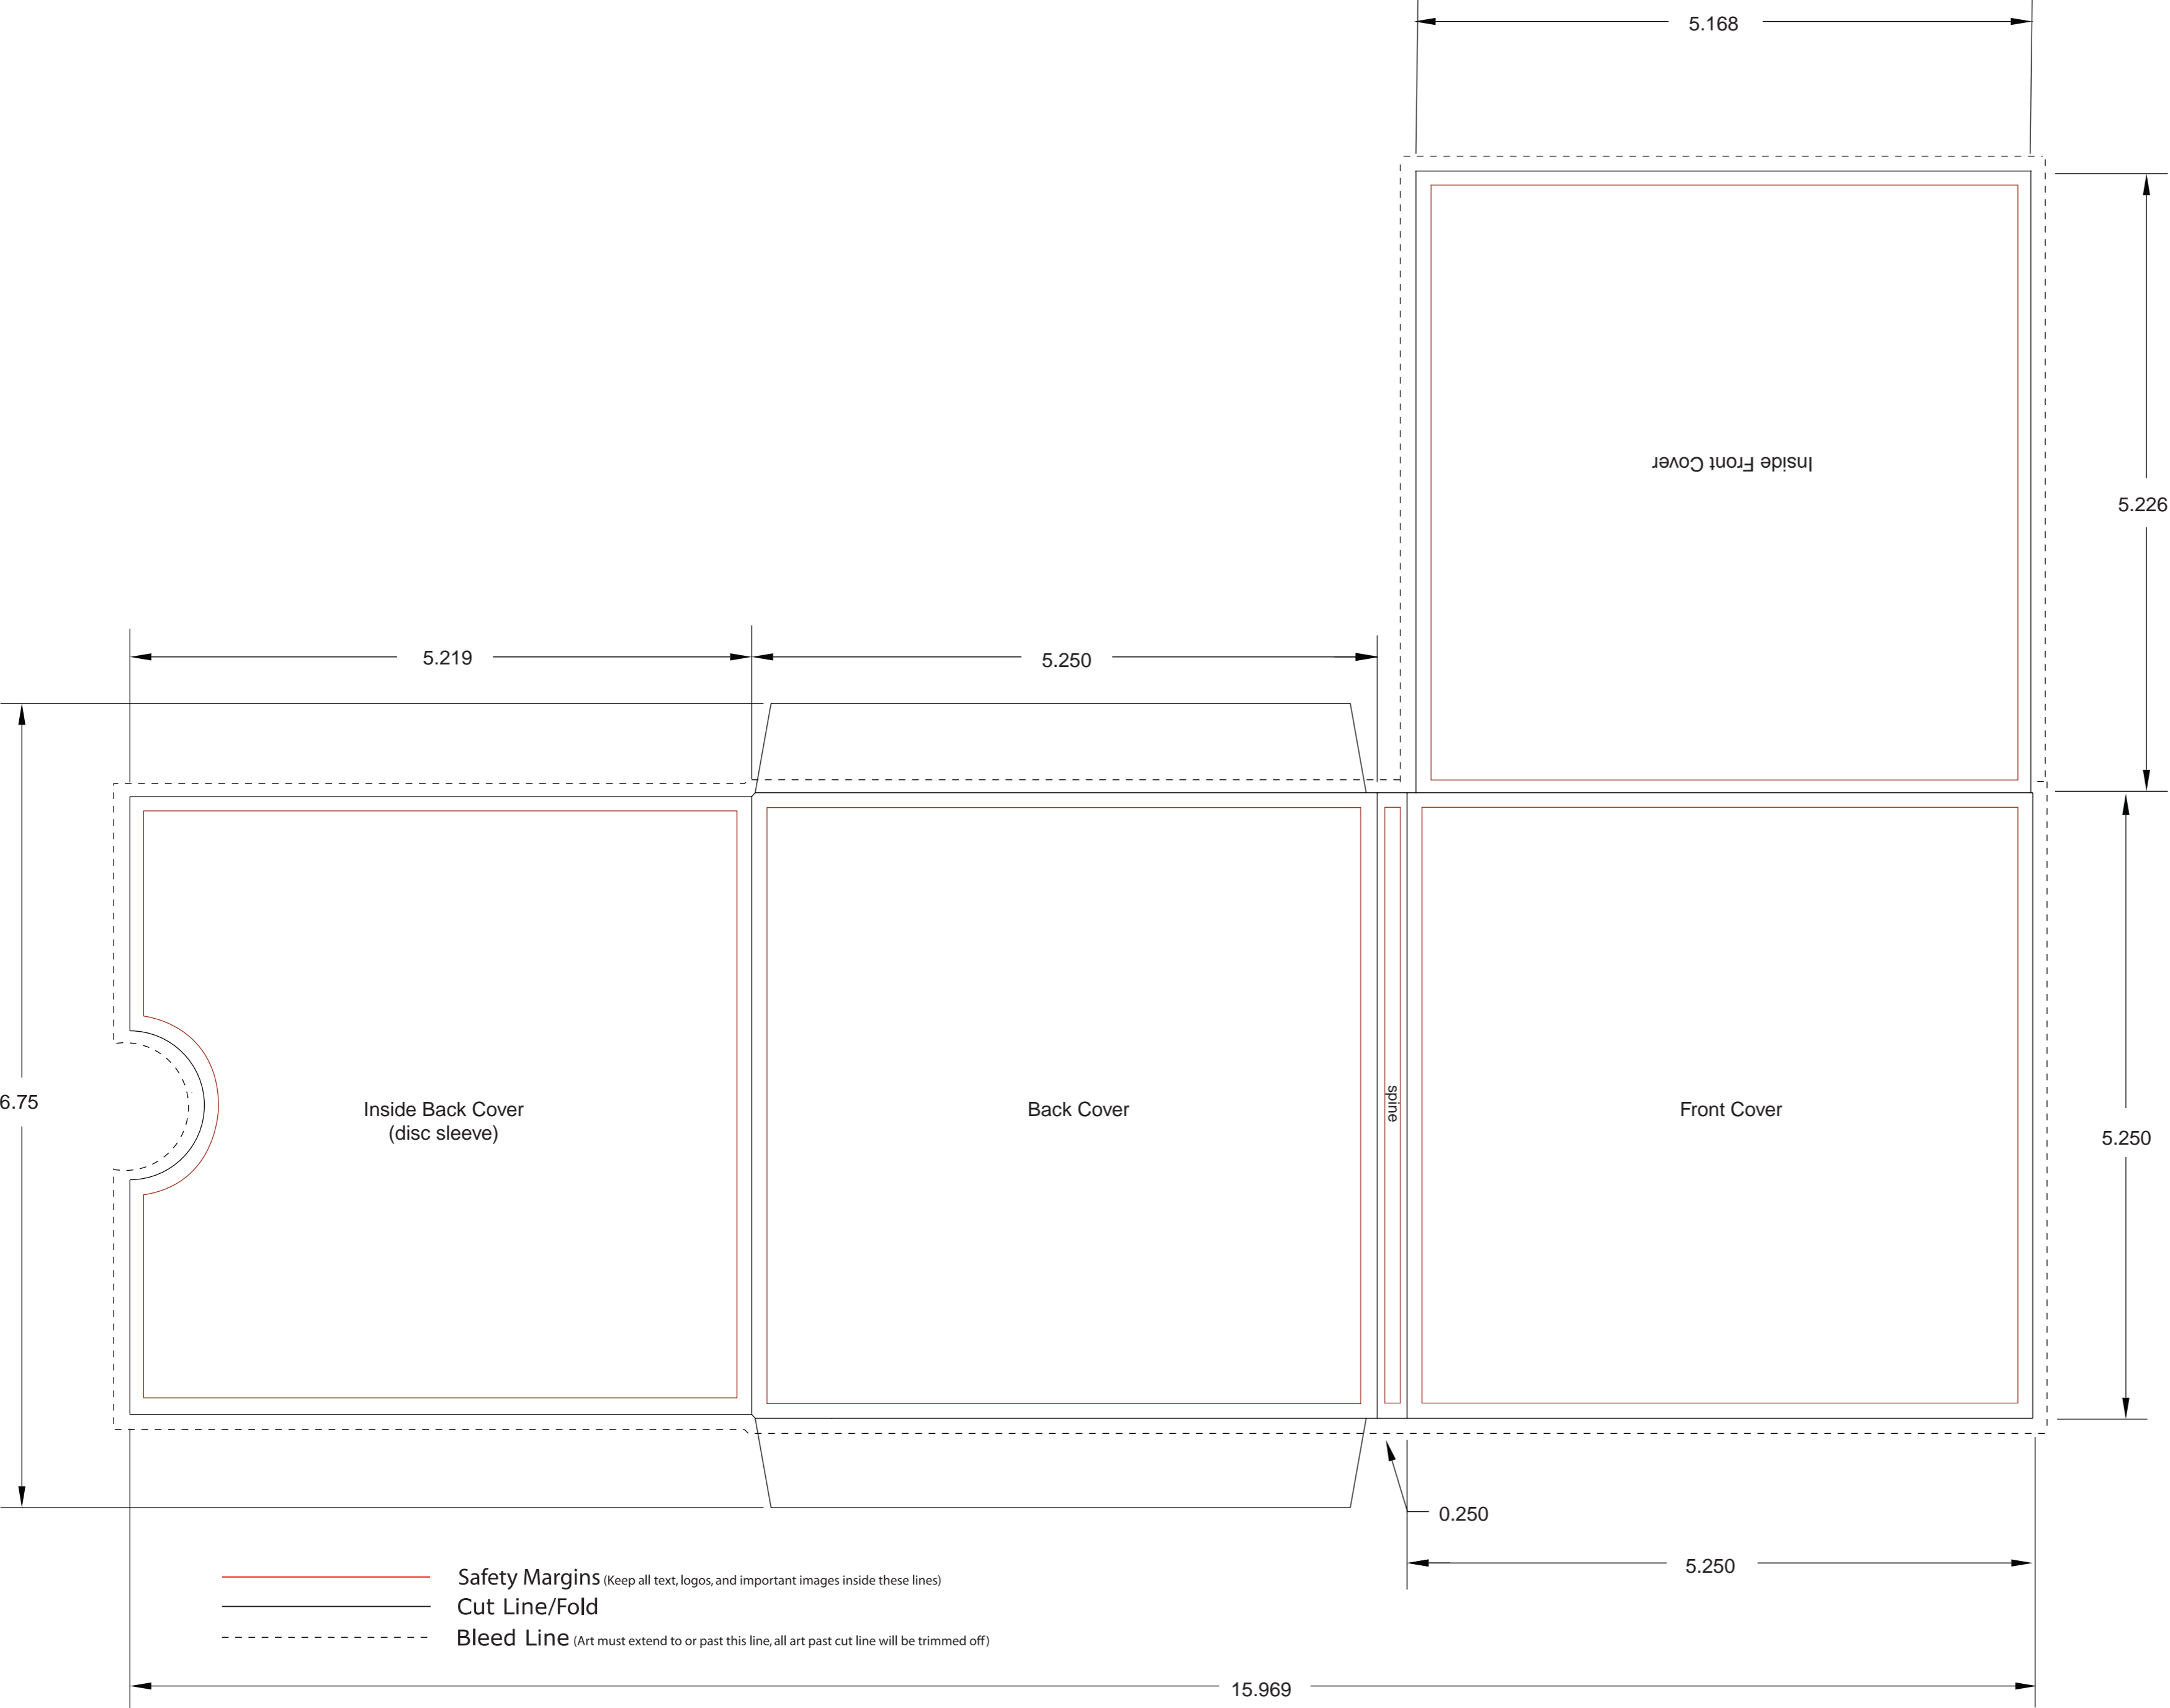 5.168
Inside Front Cover
5.226
5.219
5.250
6.75
Inside Back Cover
(disc sleeve)
Back Cover
spine
Front Cover
5.250
0.250
5.250
Safety Margins (Keep all text, logos, and important images inside these lines)
Cut Line/Fold
Bleed Line (Art must extend to or past this line, all art past cut line will be trimmed off)
15.969